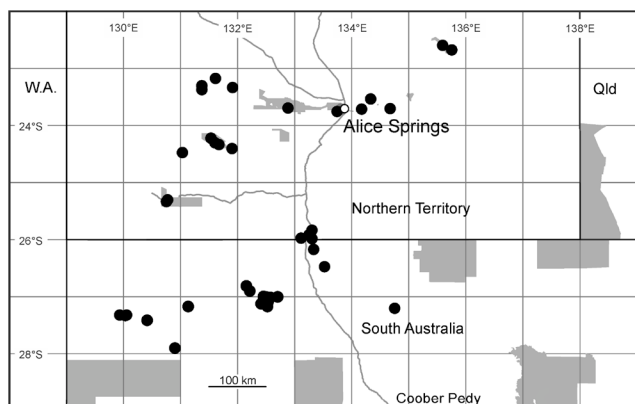 130°E 132°E 134°E 136°E 138°E
W.A. Qld
Alice Springs
24°S
Northern Territory
26°S
South Australia
28°S
100 km
Coober Pedy